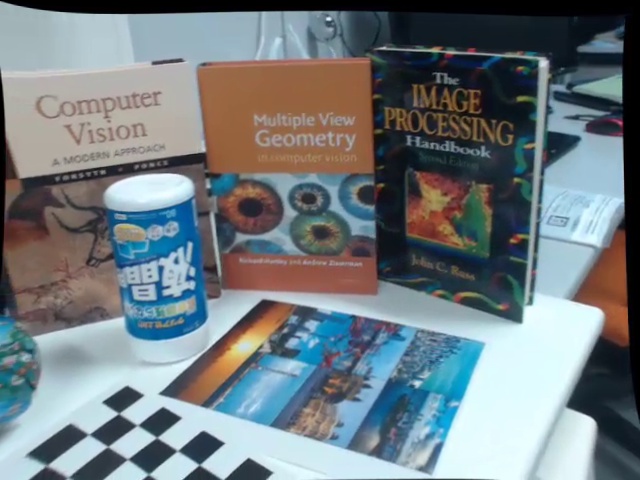 Computer
Vision
A MODERN APPROACH
FORSYTH PONCE
Multiple View
Geometry
in computer vision
Richard Hartley and Andrew Zisserman
The
IMAGE
PROCESSING
Handbook
Second Edition
John C. Russ